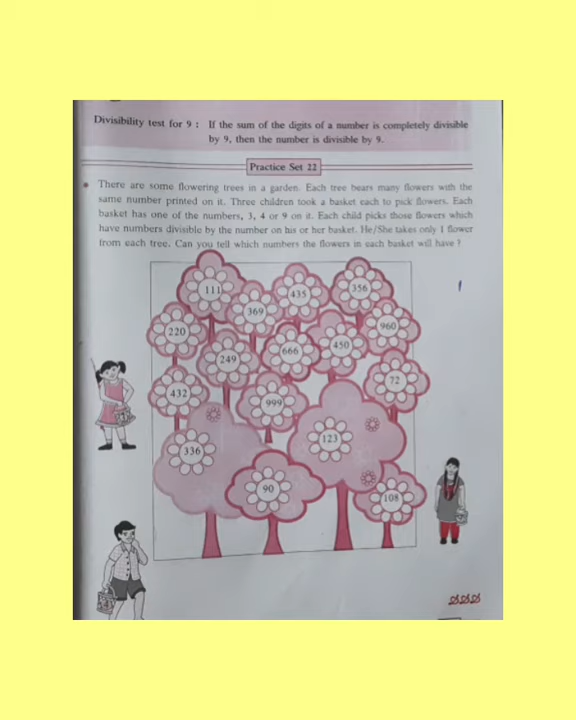 Divisibility test for 9 : If the sum of the digits of a number is completely divisible
by 9, then the number is divisible by 9.
Practice Set 22
• There are some flowering trees in a garden. Each tree bears many flowers with the
same number printed on it. Three children took a basket each to pick flowers. Each
basket has one of the numbers, 3, 4 or 9 on it. Each child picks those flowers which
have numbers divisible by the number on his or her basket. He/She takes only 1 flower
from each tree. Can you tell which numbers the flowers in each basket will have ?
111
435
356
369
220
960
249
666
450
432
72
999
336
123
90
108